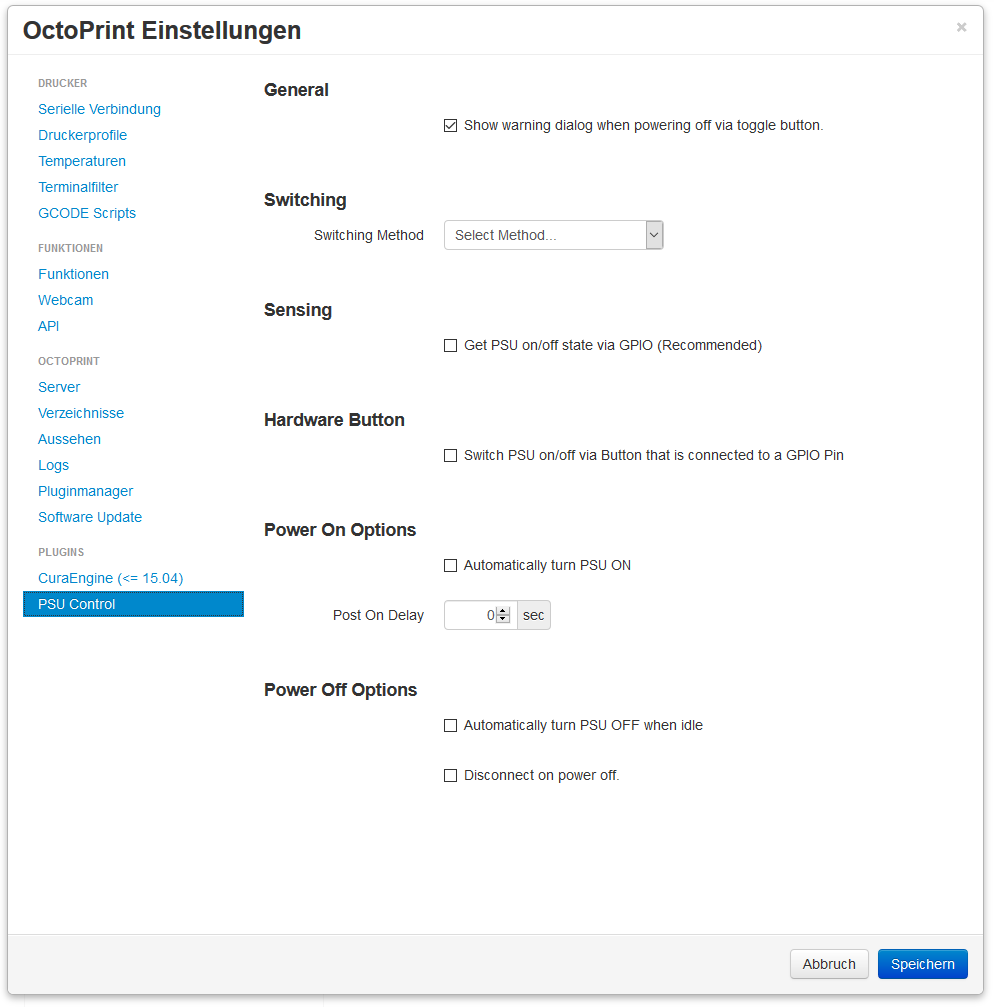 OctoPrint Einstellungen
×
DRUCKER
Serielle Verbindung
Druckerprofile
Temperaturen
Terminalfilter
GCODE Scripts
FUNKTIONEN
Funktionen
Webcam
API
OCTOPRINT
Server
Verzeichnisse
Aussehen
Logs
Pluginmanager
Software Update
PLUGINS
CuraEngine (<= 15.04)
PSU Control
General
Show warning dialog when powering off via toggle button.
Switching
Switching Method Select Method...
Sensing
Get PSU on/off state via GPIO (Recommended)
Hardware Button
Switch PSU on/off via Button that is connected to a GPIO Pin
Power On Options
Automatically turn PSU ON
Post On Delay 0 sec
Power Off Options
Automatically turn PSU OFF when idle
Disconnect on power off.
Abbruch Speichern